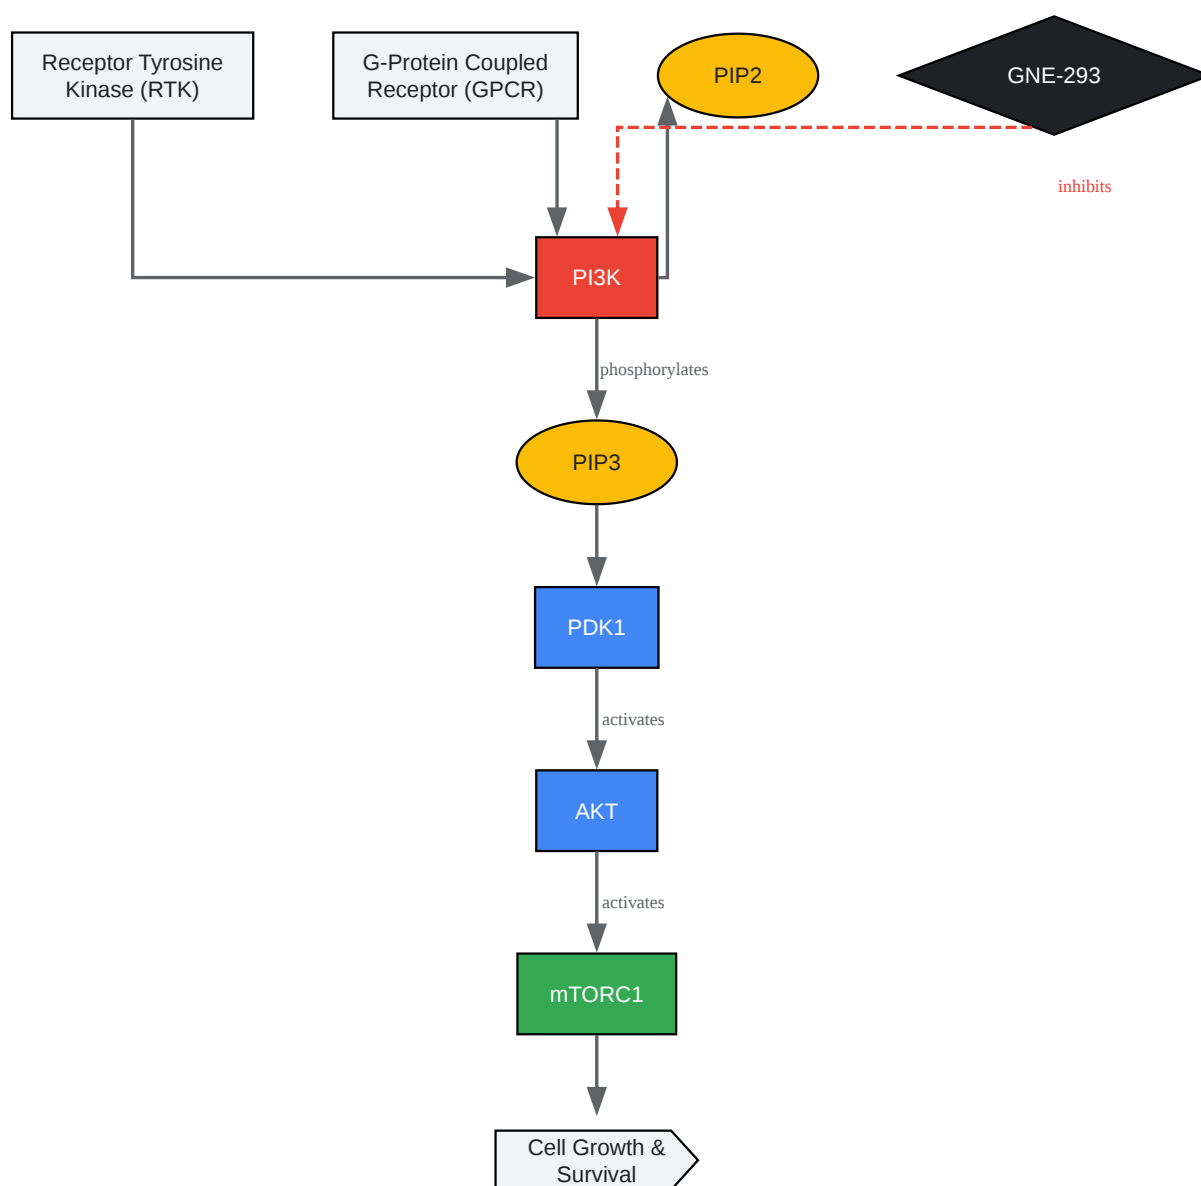 Receptor Tyrosine
Kinase (RTK)
G-Protein Coupled
Receptor (GPCR)
PIP2
GNE-293
inhibits
PI3K
phosphorylates
PIP3
PDK1
activates
AKT
activates
mTORC1
Cell Growth &
Survival